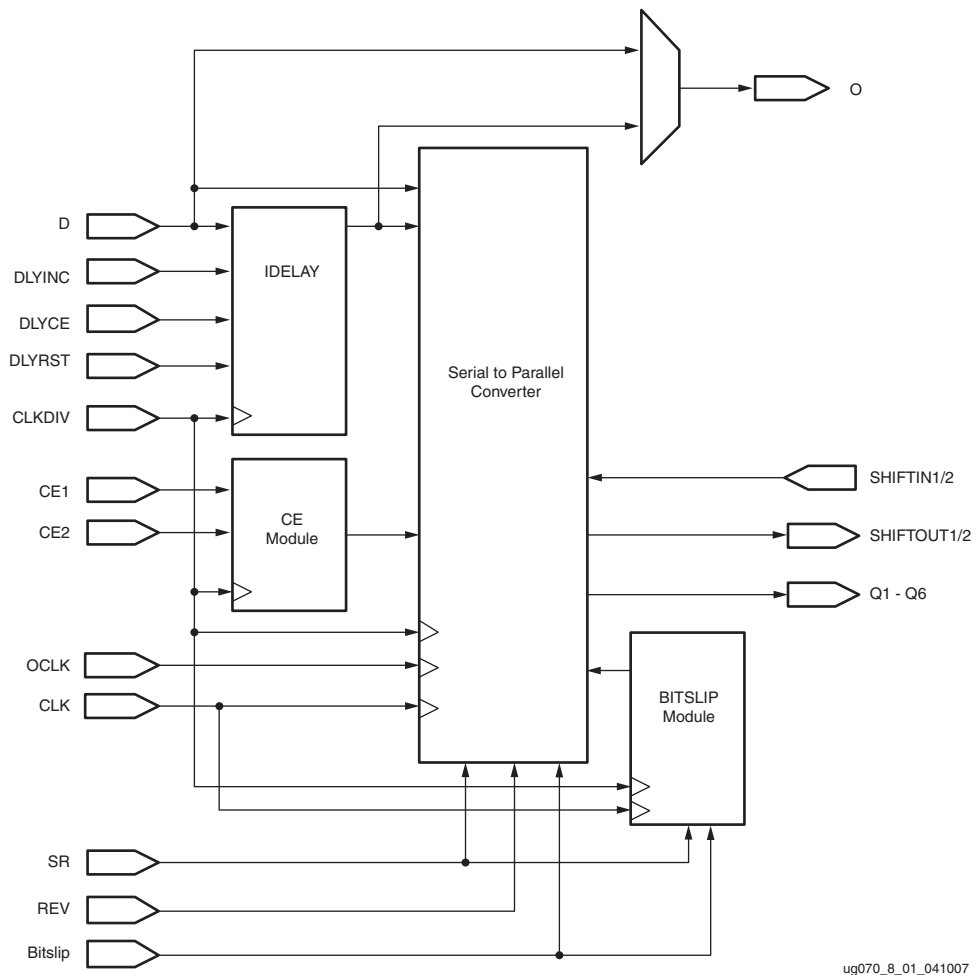 O
D
IDELAY
DLYINC
DLYCE
DLYRST
Serial to Parallel
Converter
CLKDIV
CE1
SHIFTIN1/2
CE
Module
CE2
SHIFTOUT1/2
Q1 - Q6
OCLK
CLK
BITSLIP
Module
SR
REV
Bitslip
ug070_8_01_041007